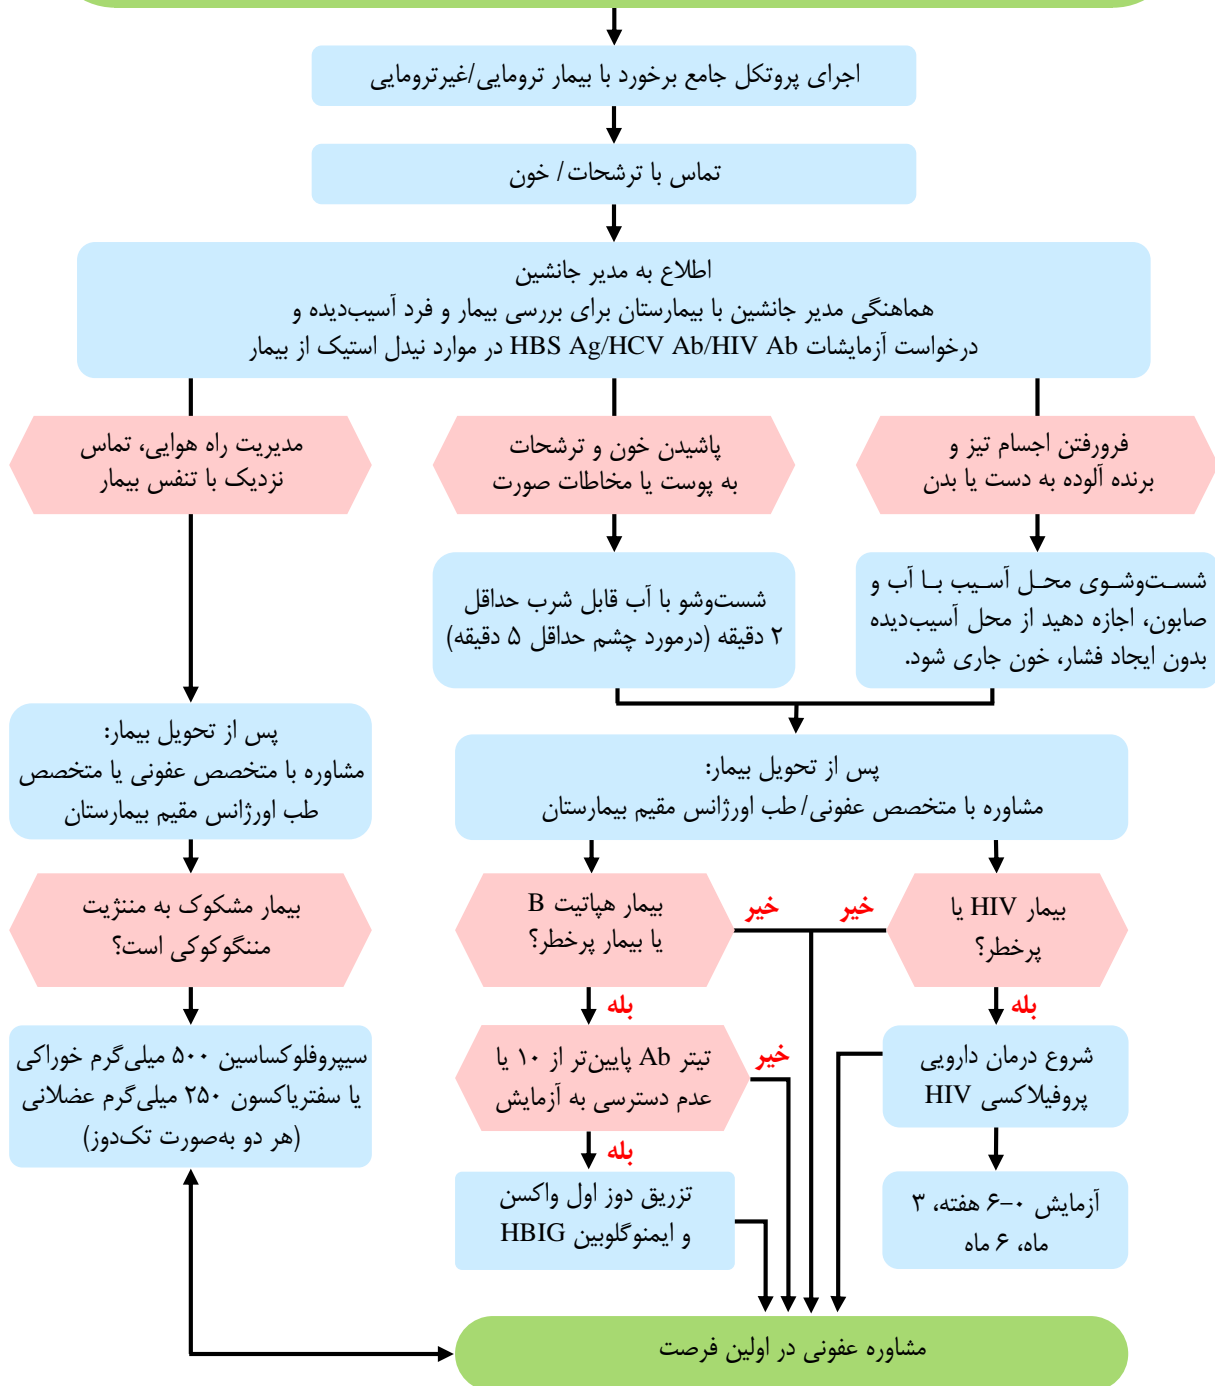 اجرای پروتکل جامع برخورد با بیمار ترومایی/غیرترومایی
تماس با ترشحات/ خون
اطلاع به مدیر جانشین
هماهنگی مدیر جانشین با بیمارستان برای بررسی بیمار و فرد آسیب‌دیده و
درخواست آزمایشات HBS Ag/HCV Ab/HIV Ab در موارد نیدل استیک از بیمار
فرورفتن اجسام تیز و
برنده آلوده به دست یا بدن
پاشیدن خون و ترشحات
به پوست یا مخاطات صورت
مدیریت راه هوایی، تماس
نزدیک با تنفس بیمار
شست‌وشوی محل آسیب با آب و
صابون، اجازه دهید از محل آسیب‌دیده
بدون ایجاد فشار، خون جاری شود.
شست‌وشو با آب قابل شرب حداقل
۲ دقیقه (درمورد چشم حداقل ۵ دقیقه)
پس از تحویل بیمار:
مشاوره با متخصص عفونی یا متخصص
طب اورژانس مقیم بیمارستان
پس از تحویل بیمار:
مشاوره با متخصص عفونی/ طب اورژانس مقیم بیمارستان
بیمار HIV یا
پرخطر؟
خیر
خیر
بیمار هپاتیت B
یا بیمار پرخطر؟
بیمار مشکوک به مننژیت
مننگوکوکی است؟
بله
بله
شروع درمان دارویی
پروفیلاکسی HIV
خیر
تیتر Ab پایین‌تر از ۱۰ یا
عدم دسترسی به آزمایش
سیپروفلوکساسین ۵۰۰ میلی‌گرم خوراکی
یا سفتریاکسون ۲۵۰ میلی‌گرم عضلانی
(هر دو به‌صورت تک‌دوز)
بله
آزمایش ۰–۶ هفته، ۳
ماه، ۶ ماه
تزریق دوز اول واکسن
و ایمنوگلوبین HBIG
مشاوره عفونی در اولین فرصت